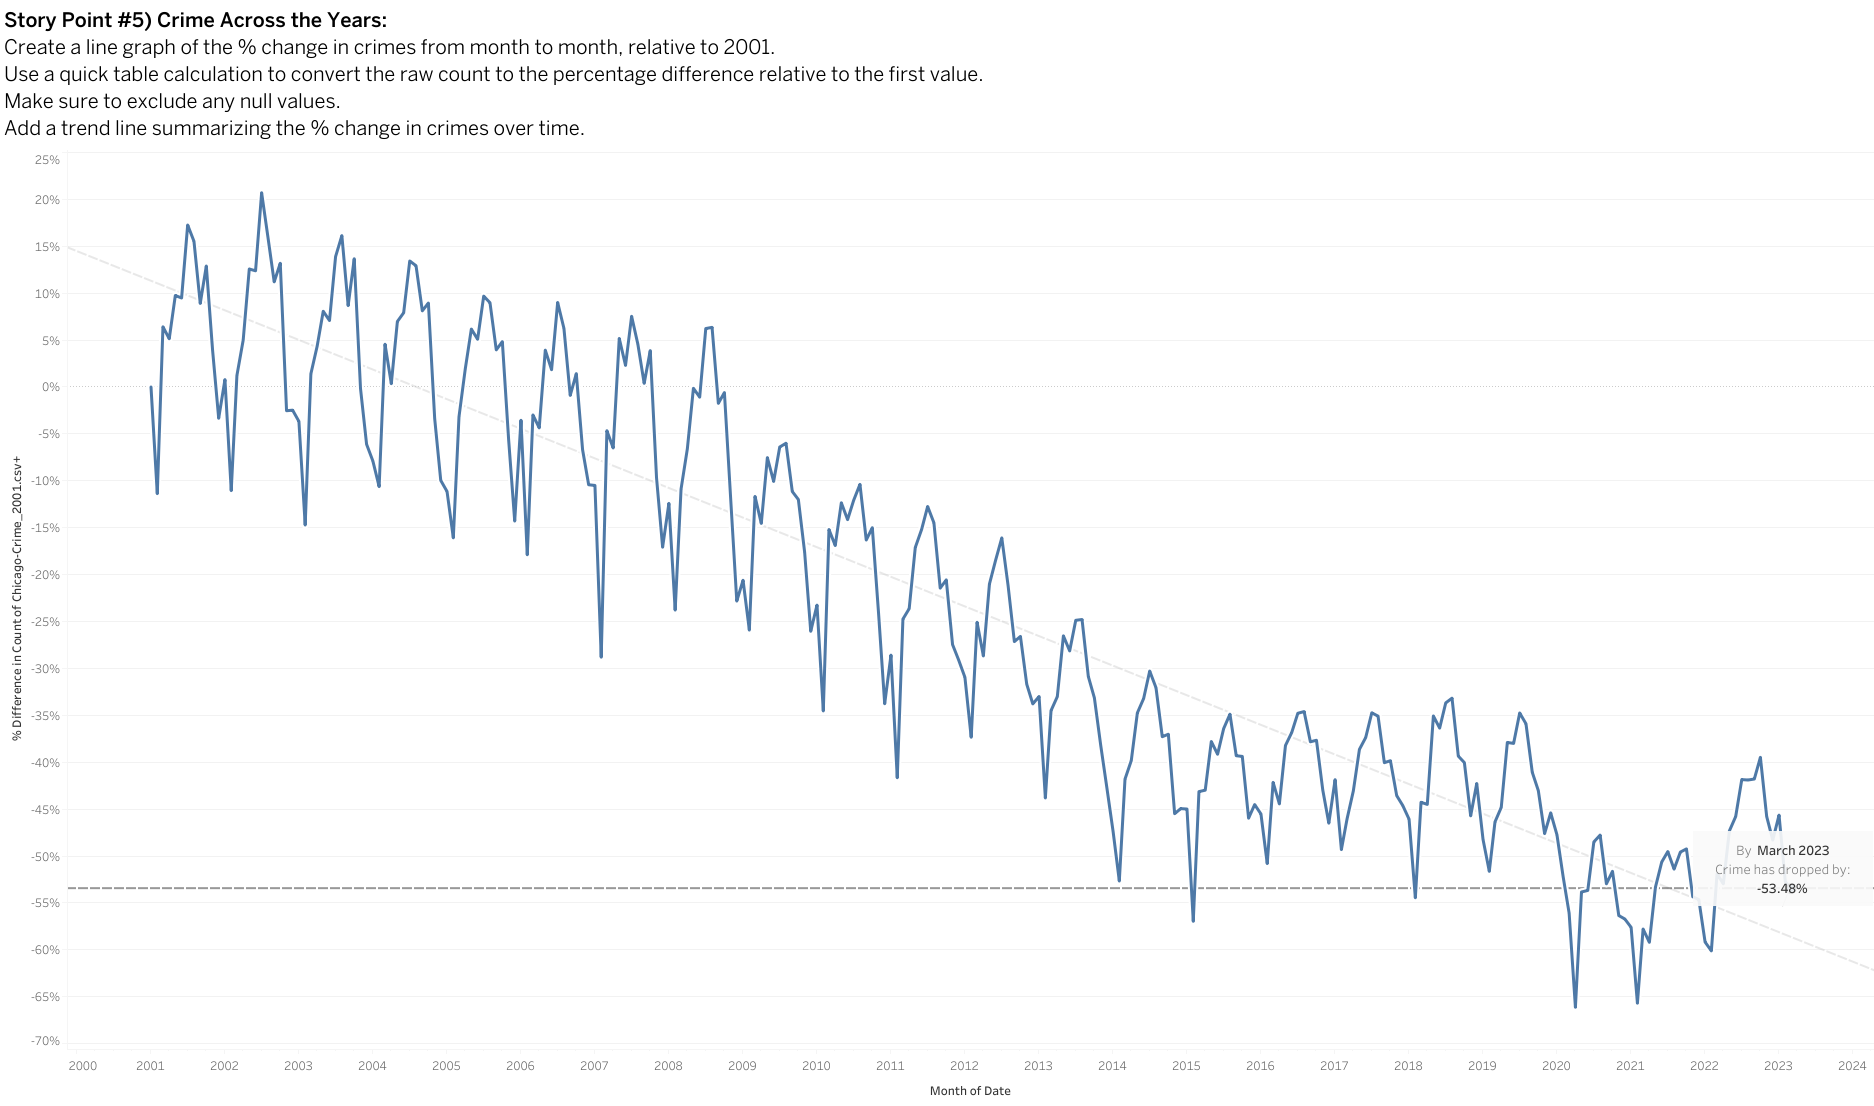 Story Point #5) Crime Across the Years:
Create a line graph of the % change in crimes from month to month, relative to 2001.
Use a quick table calculation to convert the raw count to the percentage difference relative to the first value.
Make sure to exclude any null values.
Add a trend line summarizing the % change in crimes over time.
25%
20%
15%
10%
5%
0%
-5%
-10%
-15%
-20%
-25%
-30%
-35%
-40%
-45%
-50%
-55%
-60%
-65%
-70%
% Difference in Count of Chicago-Crime_2001.csv+
By March 2023
Crime has dropped by:
-53.48%
2000 2001 2002 2003 2004 2005 2006 2007 2008 2009 2010 2011 2012 2013 2014 2015 2016 2017 2018 2019 2020 2021 2022 2023 2024
Month of Date